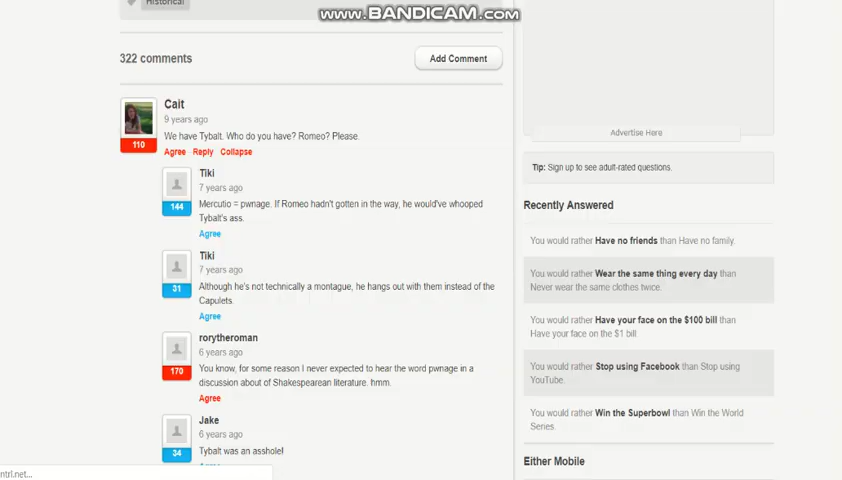 Historical
www.BANDICAM.com
322 comments
Add Comment
Cait
9 years ago
We have Tybalt. Who do you have? Romeo? Please.
110
Agree Reply Collapse
Tiki
7 years ago
144
Mercutio = pwnage. If Romeo hadn't gotten in the way, he would've whooped
Tybalt's ass.
Agree
Tiki
7 years ago
31
Although he's not technically a montague, he hangs out with them instead of the
Capulets.
Agree
rorytheroman
6 years ago
170
You know, for some reason I never expected to hear the word pwnage in a
discussion about of Shakespearean literature. hmm.
Agree
Jake
6 years ago
34
Tybalt was an asshole!
ntrl.net...
Advertise Here
Tip: Sign up to see adult-rated questions.
Recently Answered
You would rather Have no friends than Have no family.
You would rather Wear the same thing every day than
Never wear the same clothes twice.
You would rather Have your face on the $100 bill than
Have your face on the $1 bill.
You would rather Stop using Facebook than Stop using
YouTube.
You would rather Win the Superbowl than Win the World
Series.
Either Mobile